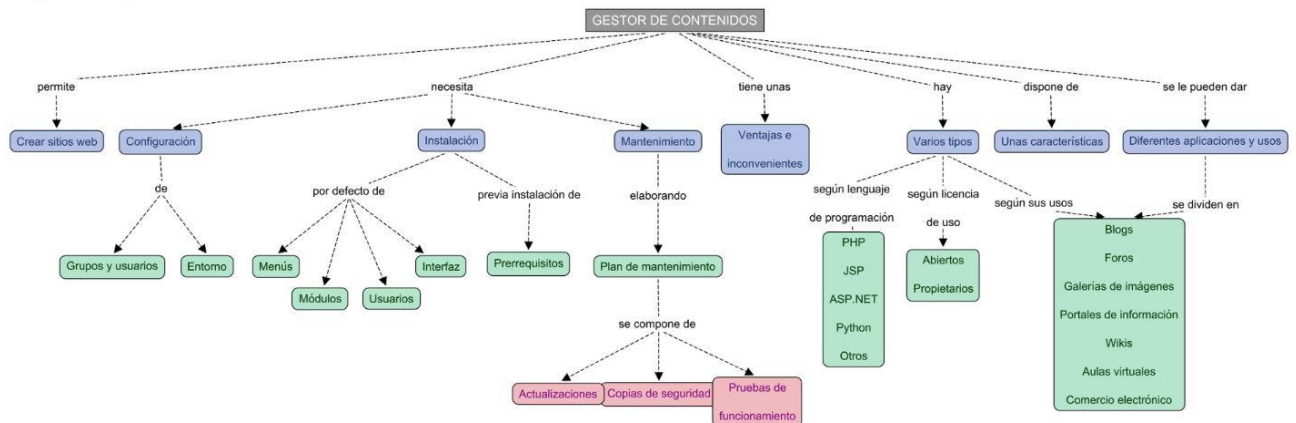 GESTOR DE CONTENIDOS
permite
necesita
tiene unas
hay
dispone de
se le pueden dar
Crear sitios web
Configuración
Instalación
Mantenimiento
Ventajas e
inconvenientes
Varios tipos
Unas características
Diferentes aplicaciones y usos
de
por defecto de
previa instalación de
elaborando
según lenguaje
de programación
según licencia
de uso
según sus usos
se dividen en
Grupos y usuarios
Entorno
Menús
Módulos
Usuarios
Interfaz
Prerrequisitos
Plan de mantenimiento
PHP
JSP
ASP.NET
Python
Otros
Abiertos
Propietarios
Blogs
Foros
Galerías de imágenes
Portales de información
Wikis
Aulas virtuales
Comercio electrónico
se compone de
Actualizaciones
Copias de seguridad
Pruebas de
funcionamiento